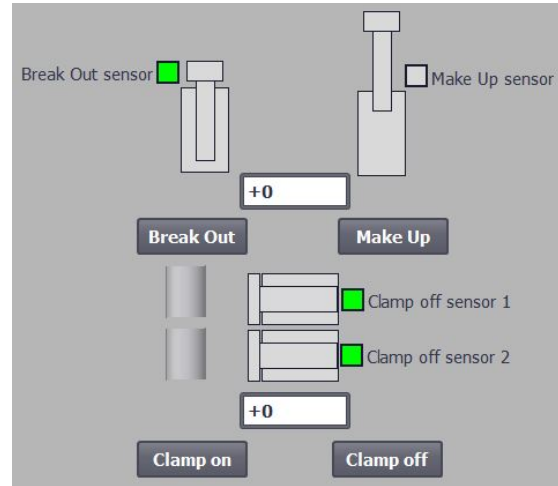 Break Out sensor
Make Up sensor
+0
Break Out
Make Up
Clamp off sensor 1
Clamp off sensor 2
+0
Clamp on
Clamp off